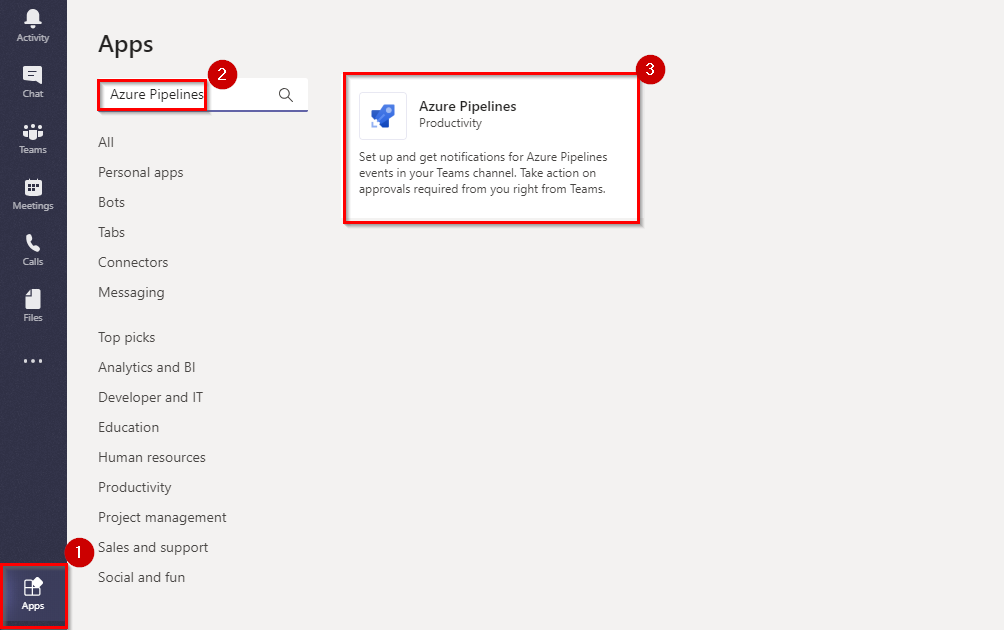 Activity
Chat
Teams
Meetings
Calls
Files
Apps
1
Apps
2
Azure Pipelines
All
Personal apps
Bots
Tabs
Connectors
Messaging
Top picks
Analytics and BI
Developer and IT
Education
Human resources
Productivity
Project management
Sales and support
Social and fun
3
Azure Pipelines
Productivity
Set up and get notifications for Azure Pipelines
events in your Teams channel. Take action on
approvals required from you right from Teams.